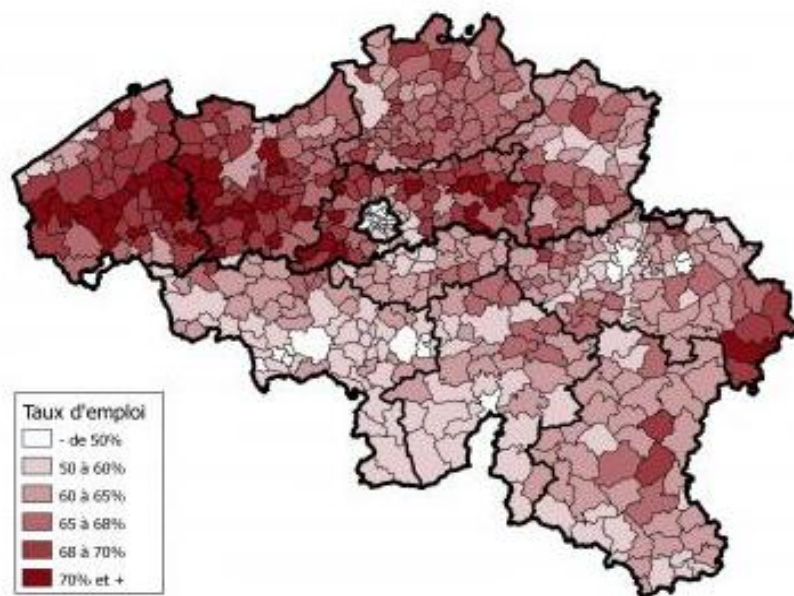 Taux d'emploi
- de 50%
50 à 60%
60 à 65%
65 à 68%
68 à 70%
70% et +